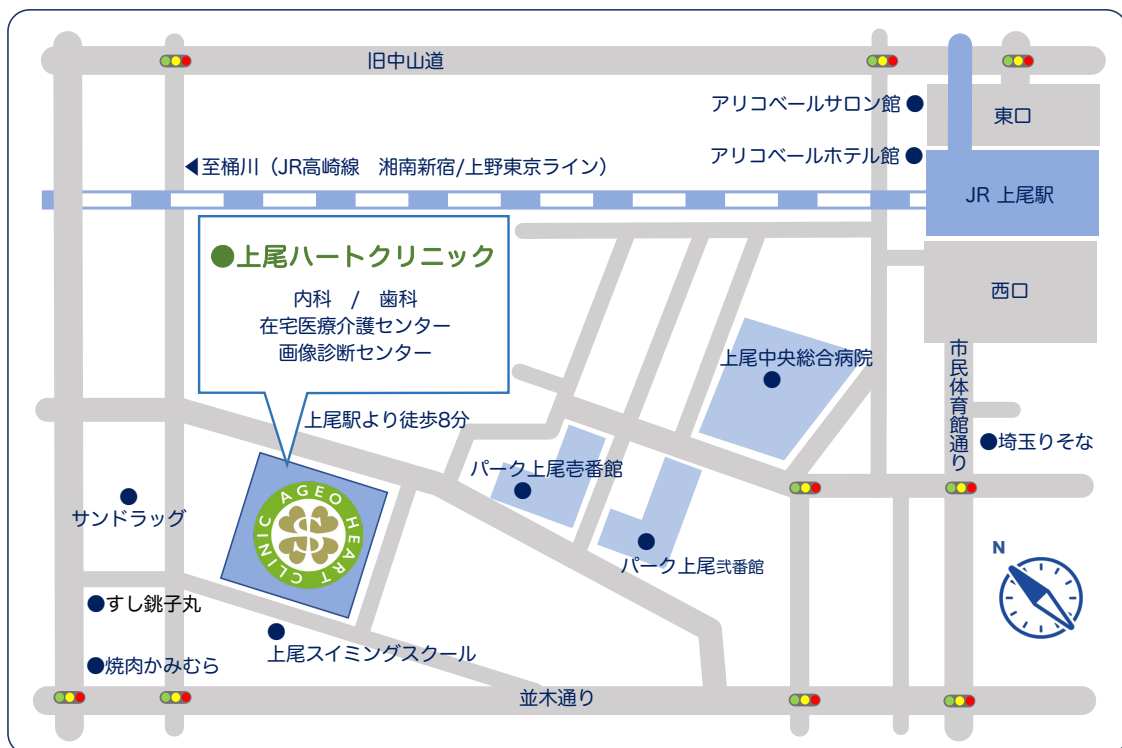 旧中山道
アリコベールサロン館
東口
アリコベールホテル館
至桶川（JR高崎線　湘南新宿/上野東京ライン）
JR 上尾駅
上尾ハートクリニック
内科　/　歯科
在宅医療介護センター
画像診断センター
西口
上尾中央総合病院
市民体育館通り
上尾駅より徒歩8分
埼玉りそな
パーク上尾壱番館
サンドラッグ
AGEO HEART CLINIC
S
パーク上尾弐番館
N
すし銚子丸
上尾スイミングスクール
焼肉かみむら
並木通り